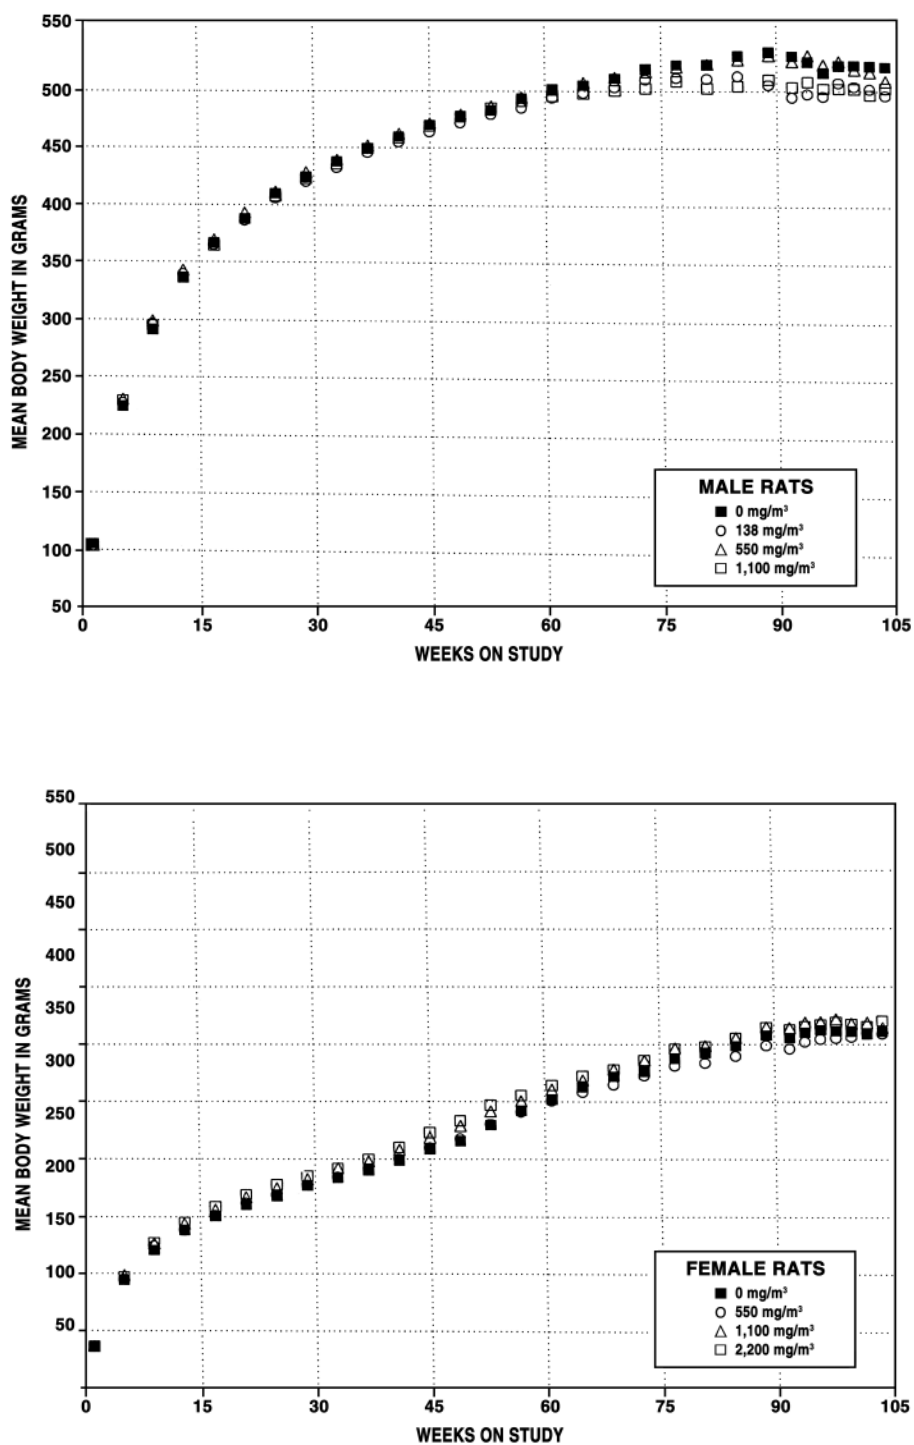 550
500
450
400
350
300
250
200
150
100
50
MEAN BODY WEIGHT IN GRAMS
MALE RATS
0 mg/m³
138 mg/m³
550 mg/m³
1,100 mg/m³
0 15 30 45 60 75 90 105
WEEKS ON STUDY
550
500
450
400
350
300
250
200
150
100
50
MEAN BODY WEIGHT IN GRAMS
FEMALE RATS
0 mg/m³
550 mg/m³
1,100 mg/m³
2,200 mg/m³
0 15 30 45 60 75 90 105
WEEKS ON STUDY